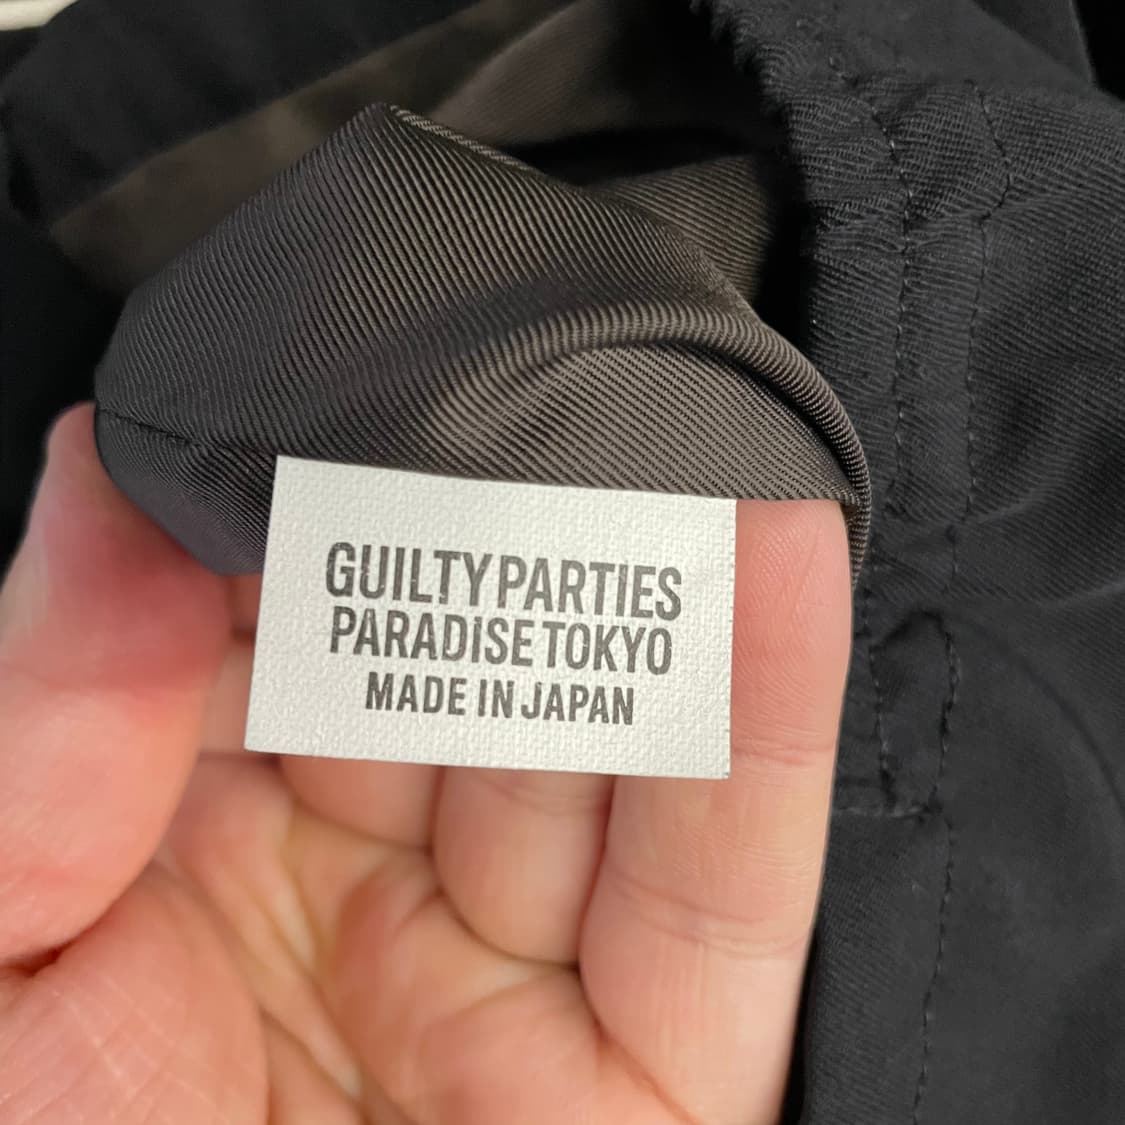 GUILTY PARTIES
PARADISE TOKYO
MADE IN JAPAN